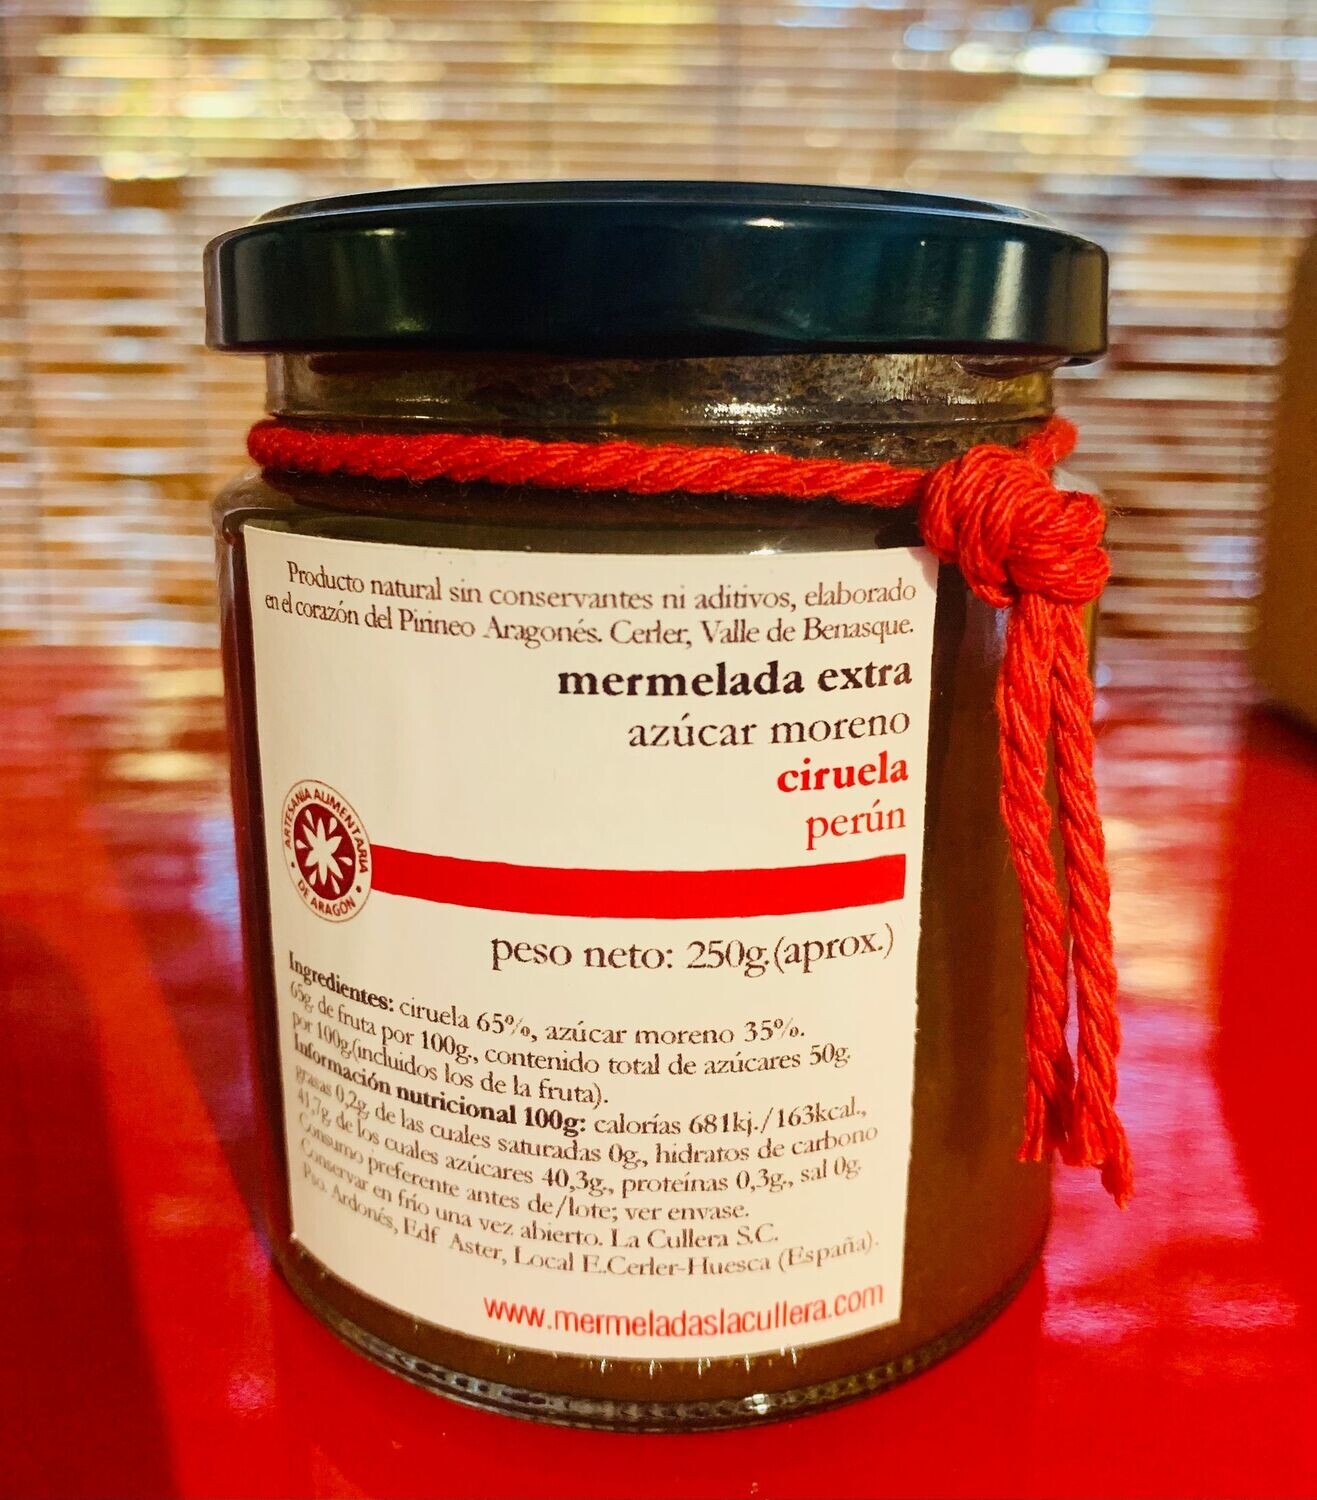 Producto natural sin conservantes ni aditivos, elaborado
en el corazón del Pirineo Aragonés. Cerler, Valle de Benasque.
mermelada extra
azúcar moreno
ciruela
perún
ARTESANÍA ALIMENTARIA
DE ARAGÓN
peso neto: 250g.(aprox.)
Ingredientes: ciruela 65%, azúcar moreno 35%.
65g. de fruta por 100g., contenido total de azúcares 50g.
por 100g.(incluidos los de la fruta).
Información nutricional 100g: calorías 681kj./163kcal.,
grasas 0,2g. de las cuales saturadas 0g., hidratos de carbono
41,7g. de los cuales azúcares 40,3g., proteínas 0,3g., sal 0g.
Consumo preferente antes de/lote; ver envase.
Conservar en frío una vez abierto. La Cullera S.C.
Pso. Ardonés, Edf Aster, Local E.Cerler-Huesca (España).
www.mermeladaslacullera.com